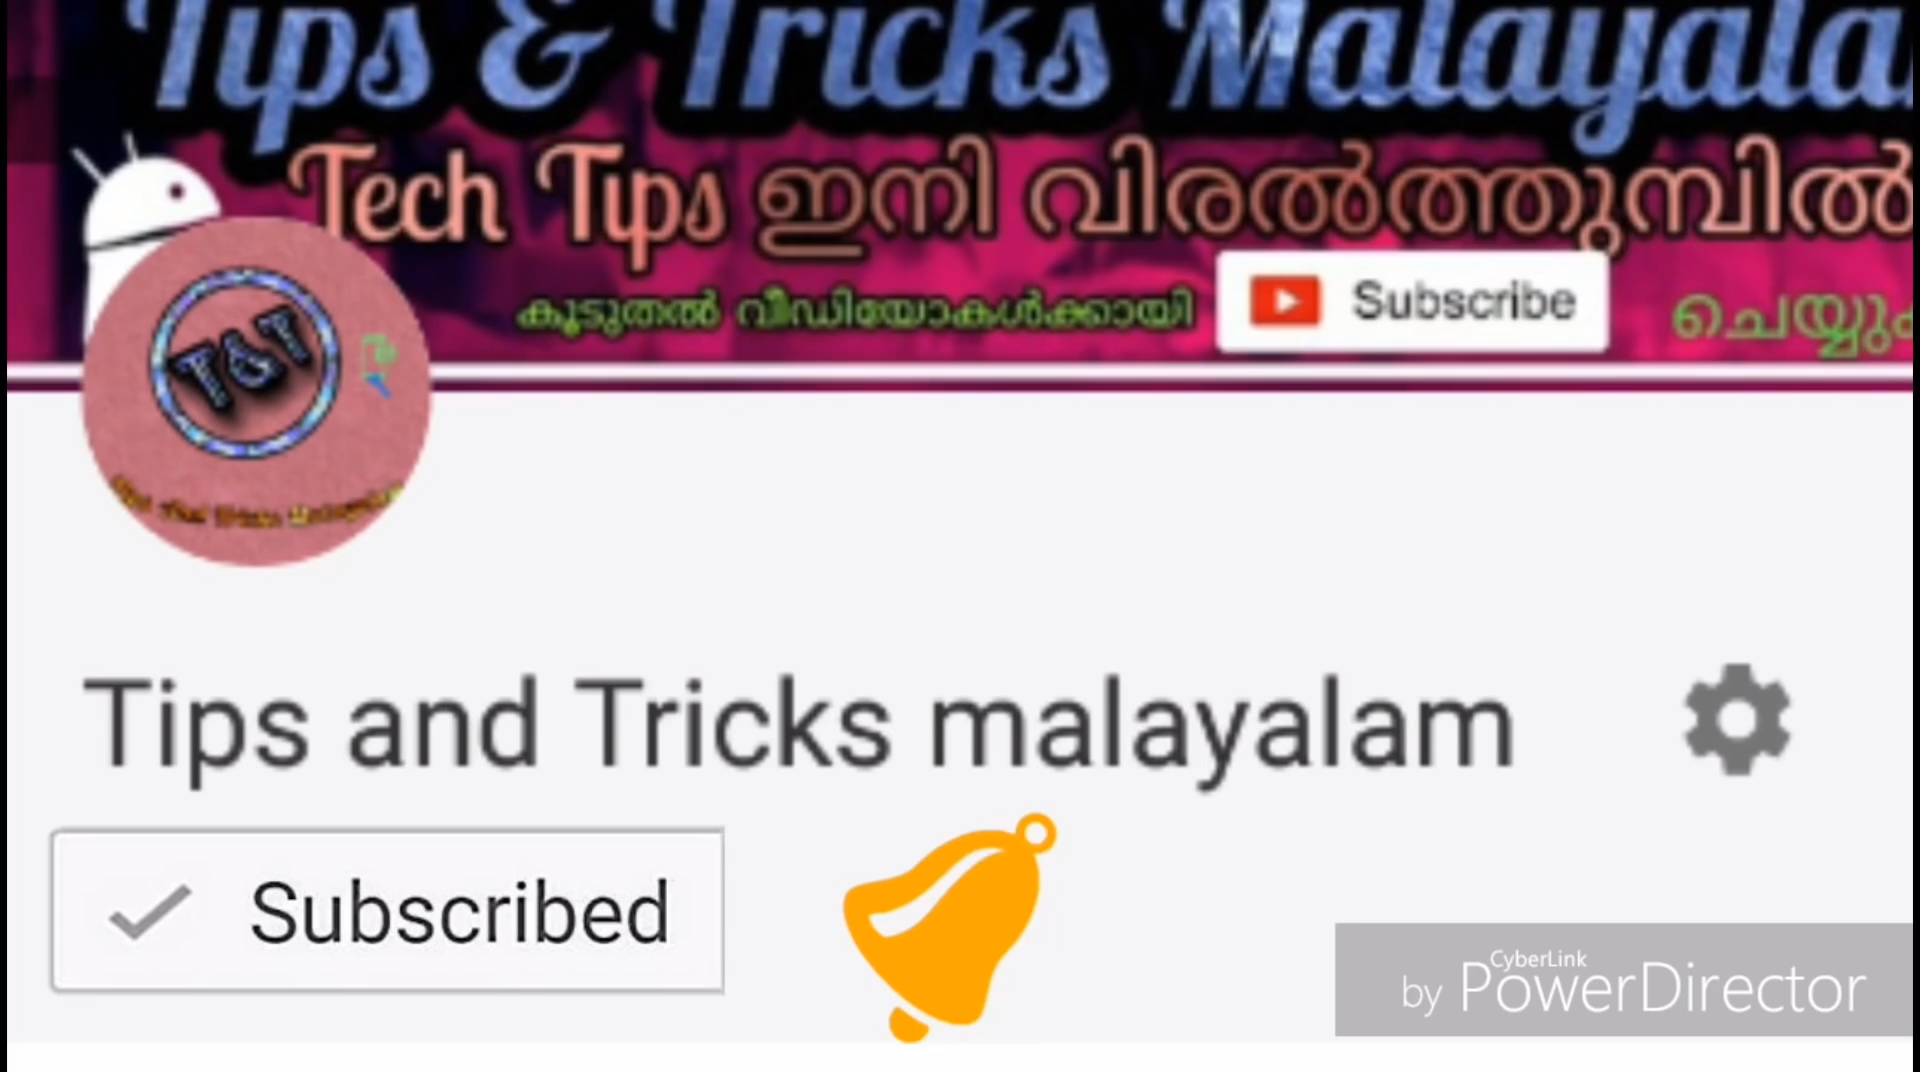 Tips & Tricks Malayala
Tech Tips ഇനി വിരൽത്തുമ്പിൽ
കൂടുതൽ വീഡിയോകൾക്കായി Subscribe ചെയ്യുക
T&T
Tips and Tricks malayalam
Subscribed
by CyberLink PowerDirector